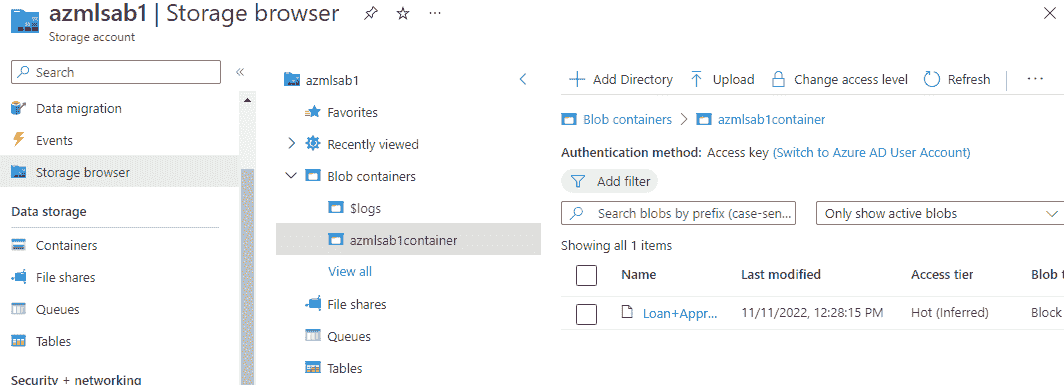 azmlsab1 | Storage browser
Storage account
Search
Data migration
Events
Storage browser
Data storage
Containers
File shares
Queues
Tables
Security + networking
azmlsab1
Favorites
Recently viewed
Blob containers
$logs
azmlsab1container
View all
File shares
Queues
Tables
Add Directory Upload Change access level Refresh
Blob containers > azmlsab1container
Authentication method: Access key (Switch to Azure AD User Account)
Add filter
Search blobs by prefix (case-sen... Only show active blobs
Showing all 1 items
Name Last modified Access tier Blob t
Loan+Appr... 11/11/2022, 12:28:15 PM Hot (Inferred) Block